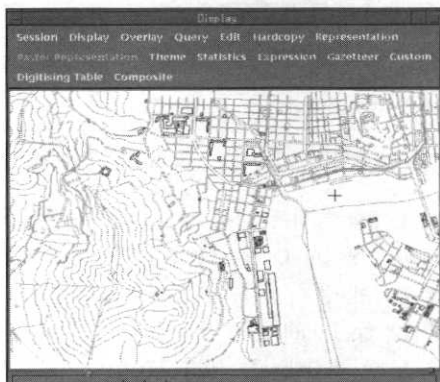 Display
Session Display Overlay Query Edit Hardcopy Representation
Raster Representation Theme Statistics Expression Gazetteer Custom
Digitising Table Composite